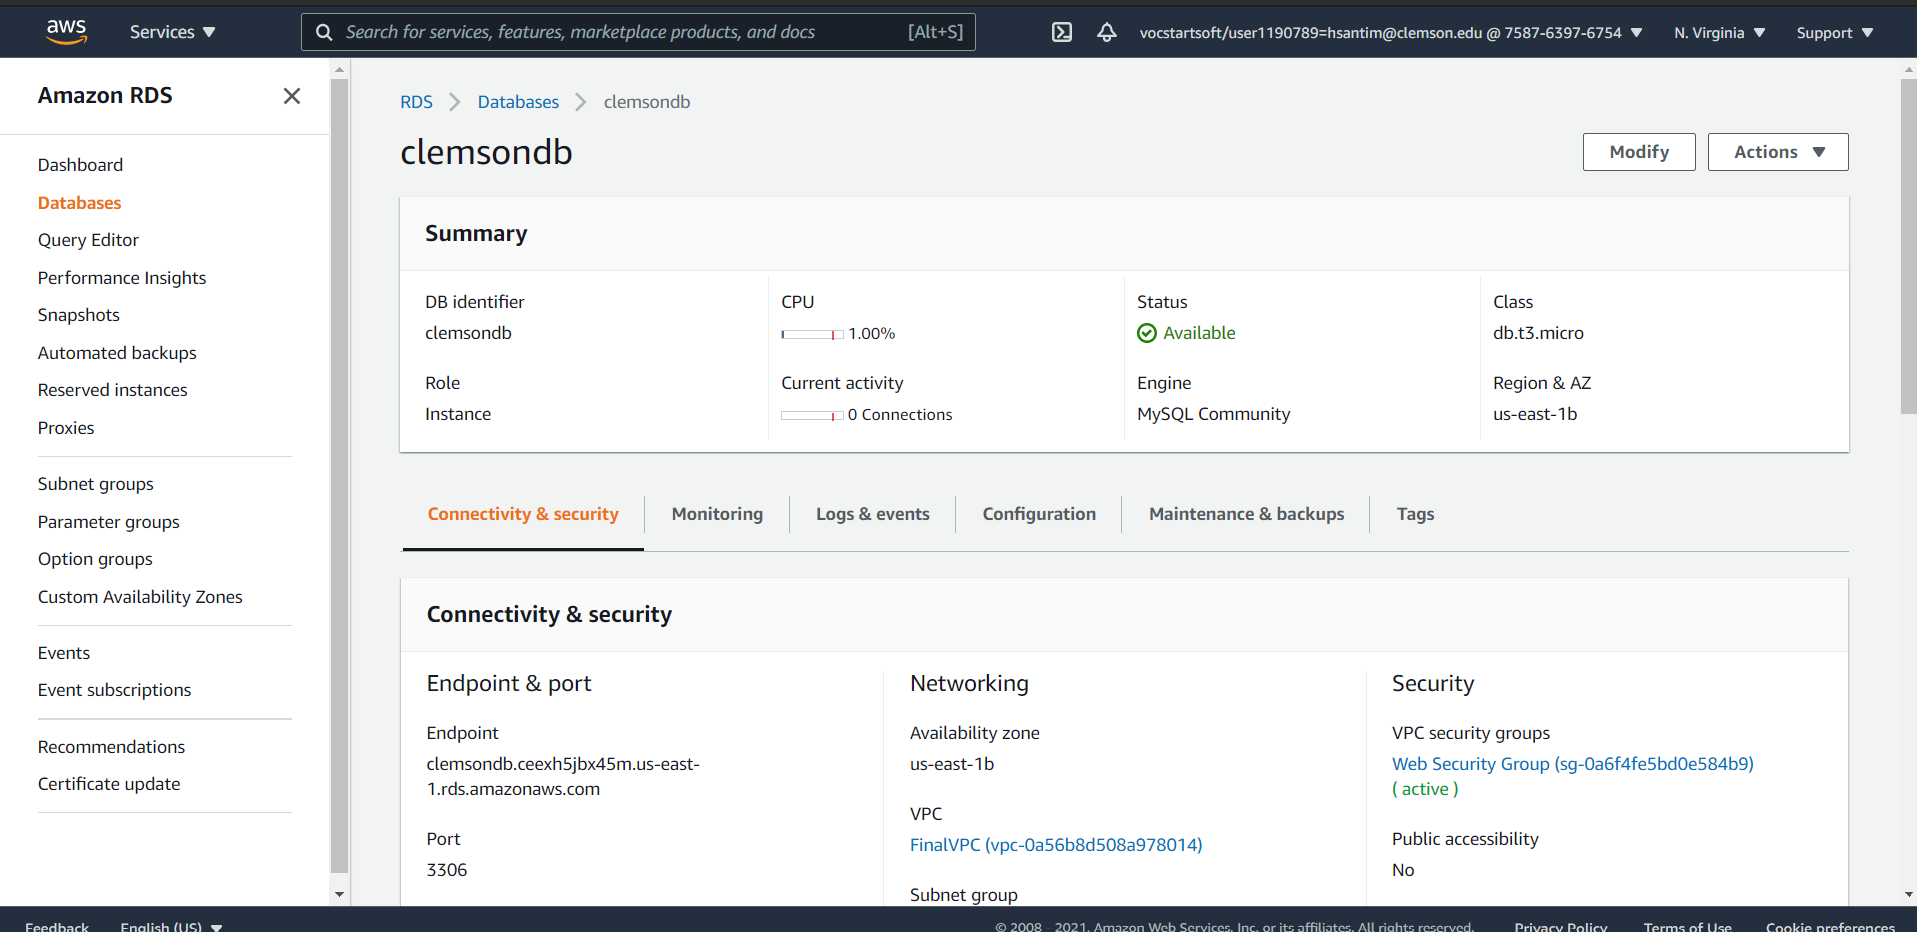 aws
Services
Search for services, features, marketplace products, and docs
[Alt+S]
vocstartsoft/user1190789=hsantim@clemson.edu @ 7587-6397-6754
N. Virginia
Support
Amazon RDS
Dashboard
Databases
Query Editor
Performance Insights
Snapshots
Automated backups
Reserved instances
Proxies
Subnet groups
Parameter groups
Option groups
Custom Availability Zones
Events
Event subscriptions
Recommendations
Certificate update
RDS
Databases
clemsondb
clemsondb
Modify
Actions
Summary
DB identifier
clemsondb
CPU
1.00%
Status
Available
Class
db.t3.micro
Role
Instance
Current activity
0 Connections
Engine
MySQL Community
Region & AZ
us-east-1b
Connectivity & security
Monitoring
Logs & events
Configuration
Maintenance & backups
Tags
Connectivity & security
Endpoint & port
Endpoint
clemsondb.ceexh5jbx45m.us-east-
1.rds.amazonaws.com
Port
3306
Networking
Availability zone
us-east-1b
VPC
FinalVPC (vpc-0a56b8d508a978014)
Subnet group
Security
VPC security groups
Web Security Group (sg-0a6f4fe5bd0e584b9)
( active )
Public accessibility
No
Feedback
English (US)
© 2008 - 2021, Amazon Web Services, Inc. or its affiliates. All rights reserved.
Privacy Policy
Terms of Use
Cookie preferences